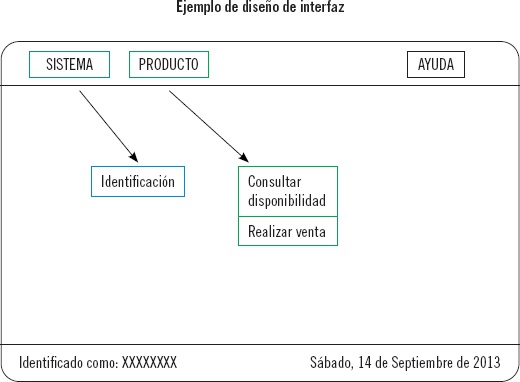 Ejemplo de diseño de interfaz
SISTEMA
PRODUCTO
AYUDA
Identificación
Consultar
disponibilidad
Realizar venta
Identificado como: XXXXXXXX
Sábado, 14 de Septiembre de 2013